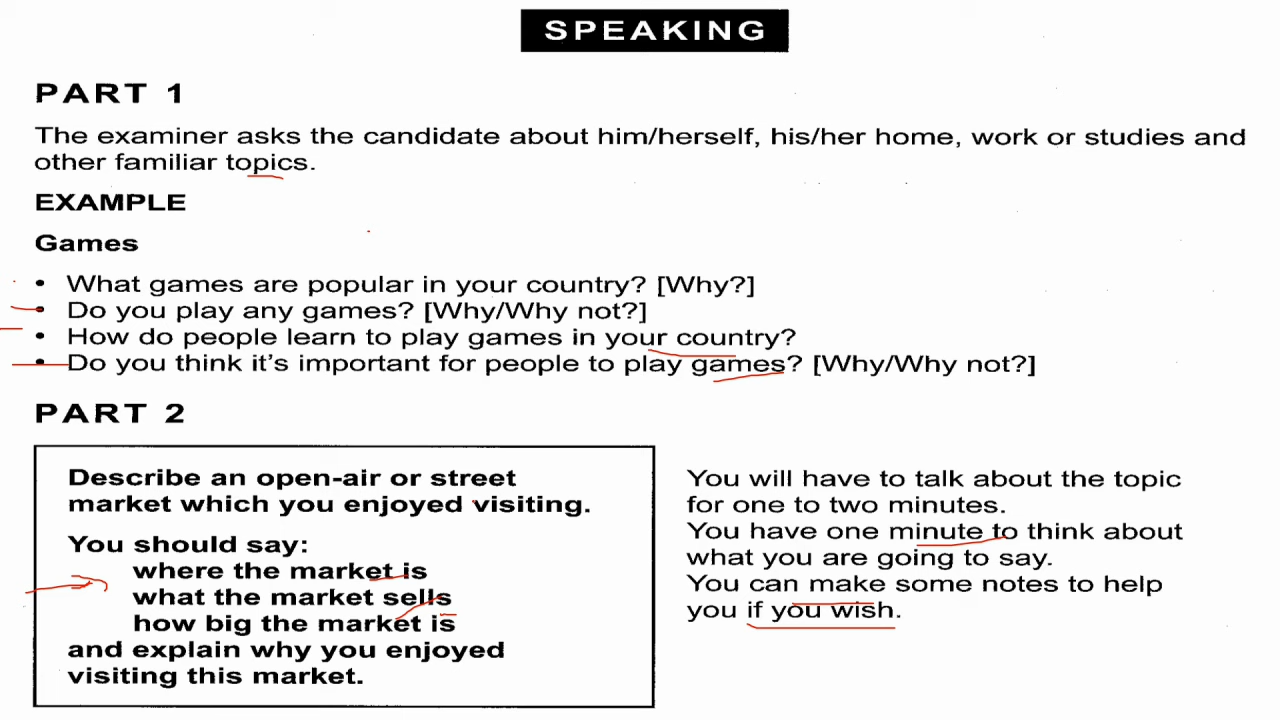 SPEAKING
PART 1
The examiner asks the candidate about him/herself, his/her home, work or studies and
other familiar topics.
EXAMPLE
Games
• What games are popular in your country? [Why?]
• Do you play any games? [Why/Why not?]
• How do people learn to play games in your country?
• Do you think it's important for people to play games? [Why/Why not?]
PART 2
Describe an open-air or street
market which you enjoyed visiting.
You should say:
where the market is
what the market sells
how big the market is
and explain why you enjoyed
visiting this market.
You will have to talk about the topic
for one to two minutes.
You have one minute to think about
what you are going to say.
You can make some notes to help
you if you wish.